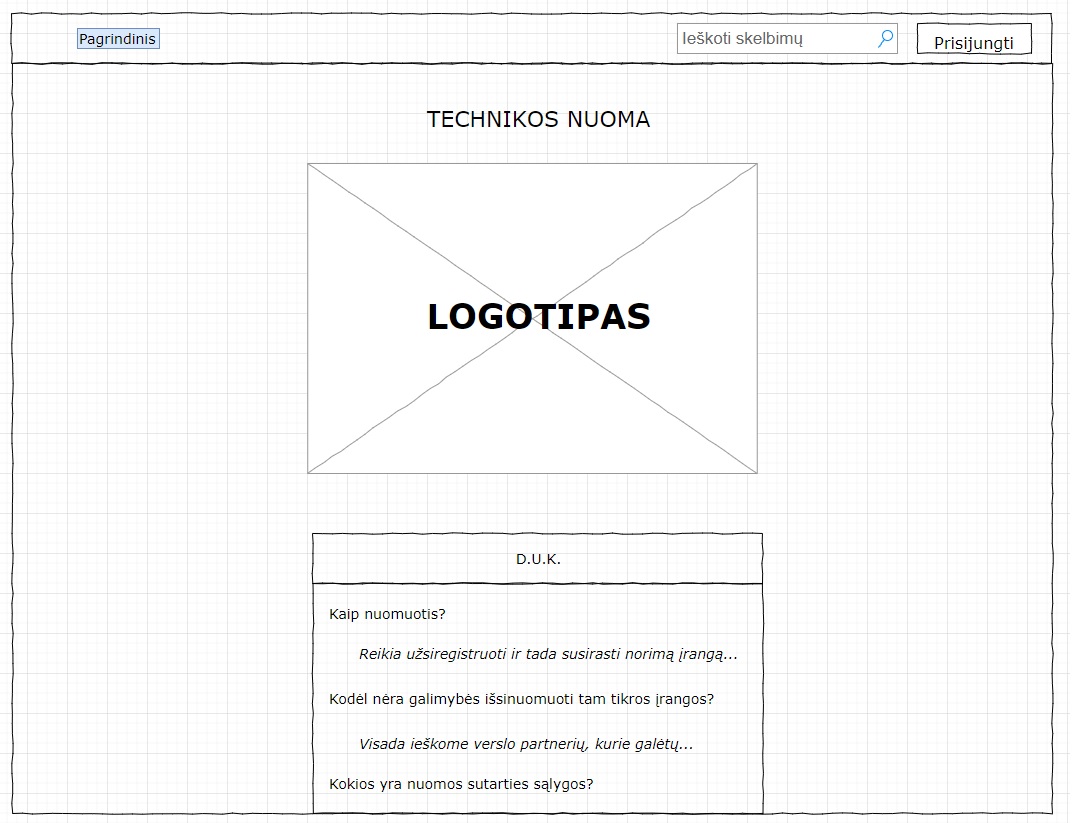 Pagrindinis
Ieškoti skelbimų
Prisijungti
TECHNIKOS NUOMA
LOGOTIPAS
D.U.K.
Kaip nuomuotis?
Reikia užsiregistruoti ir tada susirasti norimą įrangą...
Kodėl nėra galimybės išsinuomuoti tam tikros įrangos?
Visada ieškome verslo partnerių, kurie galėtų...
Kokios yra nuomos sutarties sąlygos?